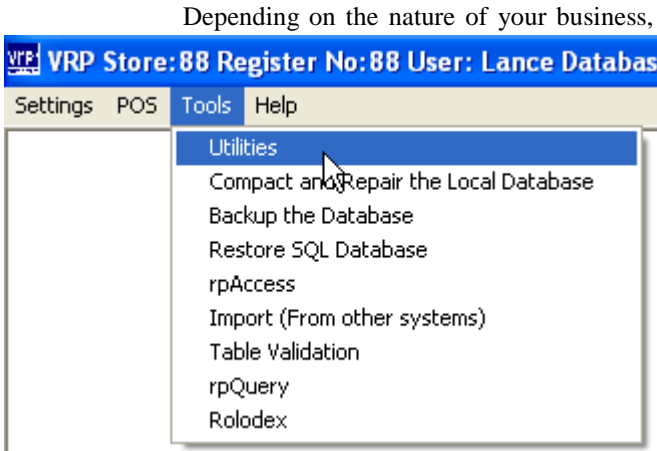 Depending on the nature of your business,
VRP VRP Store:88 Register No:88 User: Lance Databas
Settings POS Tools Help
Utilities
Compact and Repair the Local Database
Backup the Database
Restore SQL Database
rpAccess
Import (From other systems)
Table Validation
rpQuery
Rolodex